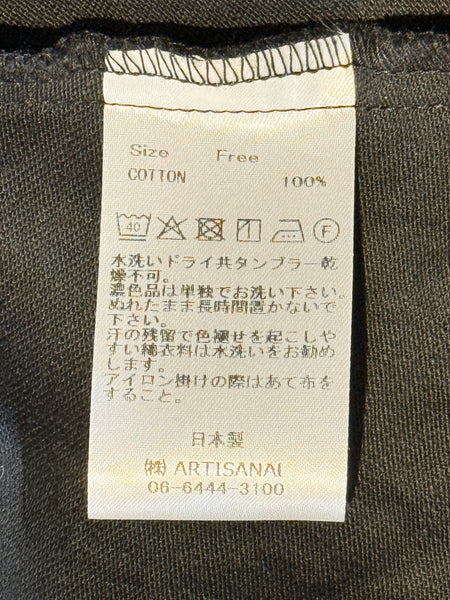 Size Free
COTTON 100%
40 F
水洗いドライ共タンブラー乾
燥不可。
濃色品は単独でお洗い下さい。
ぬれたまま長時間置かないで
下さい。
汗の残留で色褪せを起こしや
すい綿衣料は水洗いをお勧め
します。
アイロン掛けの際はあて布を
すること。
日本製
㈱ ARTISANAL
06-6444-3100